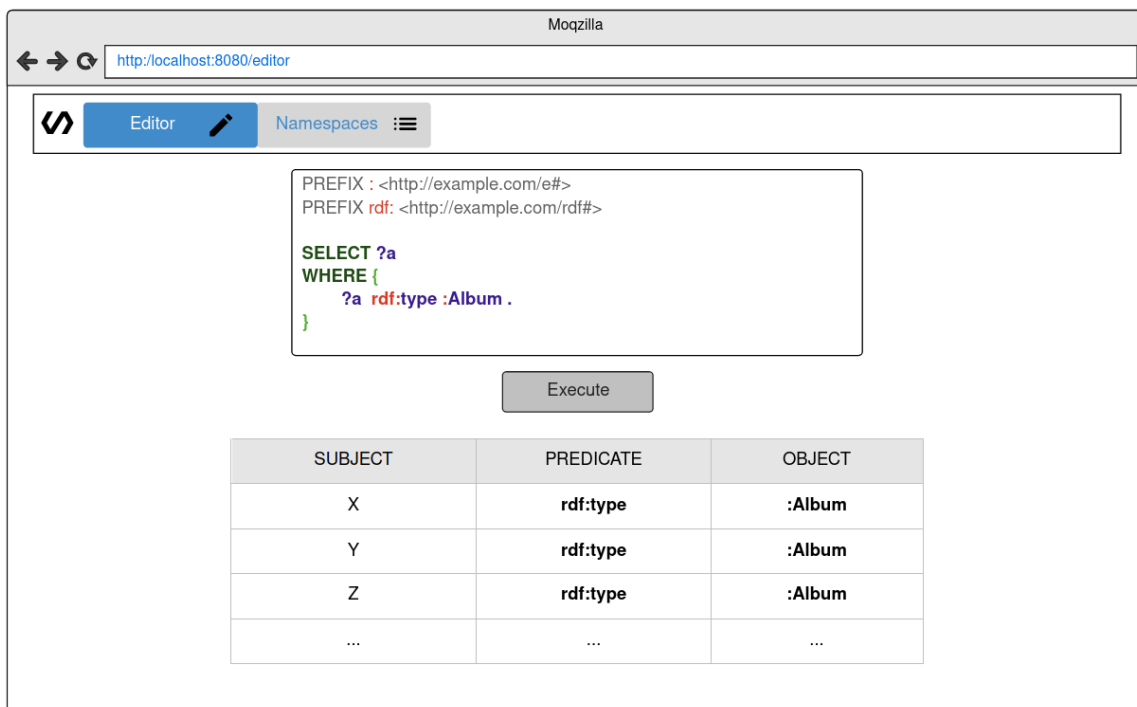 Moqzilla
http:/localhost:8080/editor
Editor
Namespaces
PREFIX : <http://example.com/e#>
PREFIX rdf: <http://example.com/rdf#>
SELECT ?a
WHERE {
?a rdf:type :Album .
}
Execute
SUBJECT PREDICATE OBJECT
X rdf:type :Album
Y rdf:type :Album
Z rdf:type :Album
... ... ...